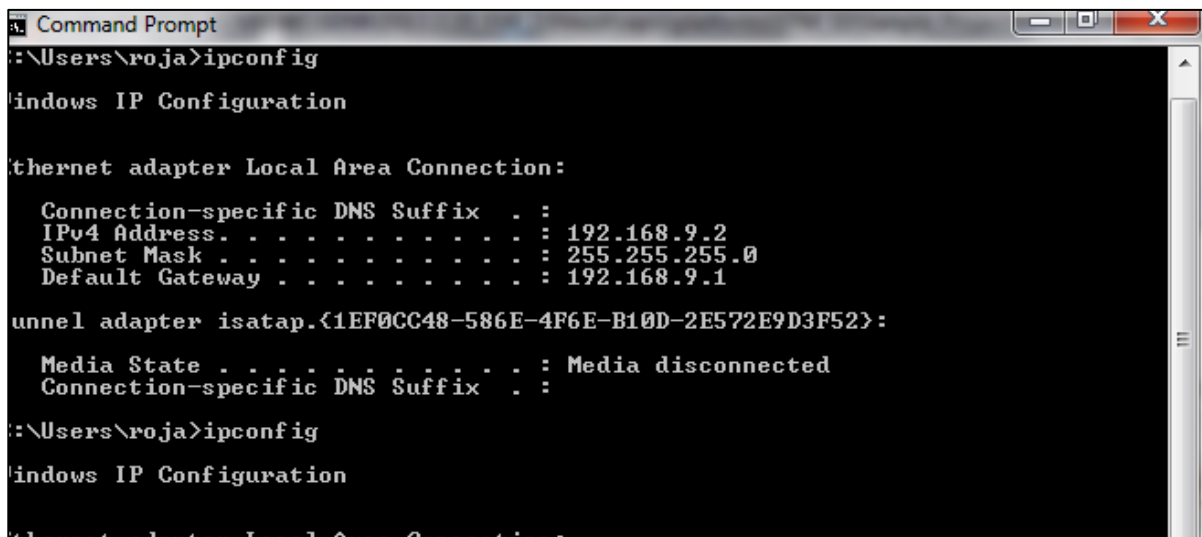 Command Prompt
:\Users\roja>ipconfig
indows IP Configuration
thernet adapter Local Area Connection:
Connection-specific DNS Suffix . :
IPv4 Address. . . . . . . . . . . : 192.168.9.2
Subnet Mask . . . . . . . . . . . : 255.255.255.0
Default Gateway . . . . . . . . . : 192.168.9.1
unnel adapter isatap.{1EF0CC48-586E-4F6E-B10D-2E572E9D3F52}:
Media State . . . . . . . . . . . : Media disconnected
Connection-specific DNS Suffix . :
:\Users\roja>ipconfig
indows IP Configuration